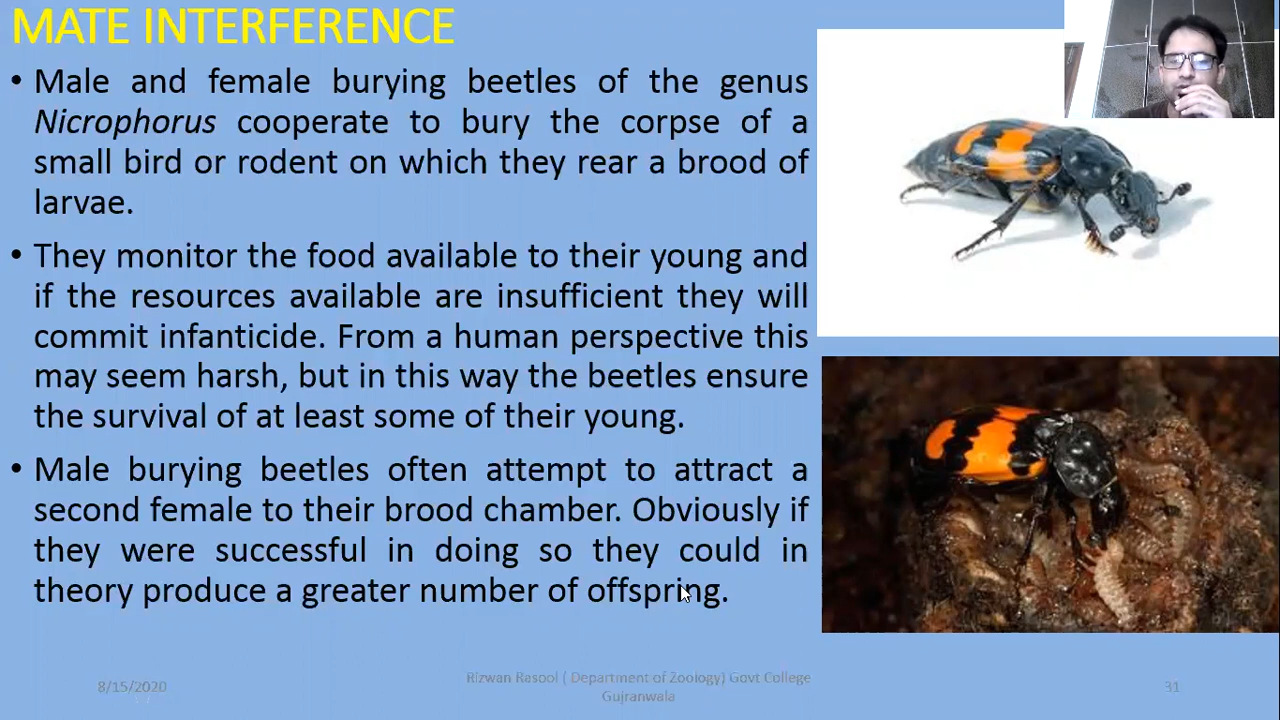 MATE INTERFERENCE
• Male and female burying beetles of the genus
Nicrophorus cooperate to bury the corpse of a
small bird or rodent on which they rear a brood of
larvae.
• They monitor the food available to their young and
if the resources available are insufficient they will
commit infanticide. From a human perspective this
may seem harsh, but in this way the beetles ensure
the survival of at least some of their young.
• Male burying beetles often attempt to attract a
second female to their brood chamber. Obviously if
they were successful in doing so they could in
theory produce a greater number of offspring.
8/15/2020
Rizwan Rasool ( Department of Zoology) Govt College
Gujranwala
31